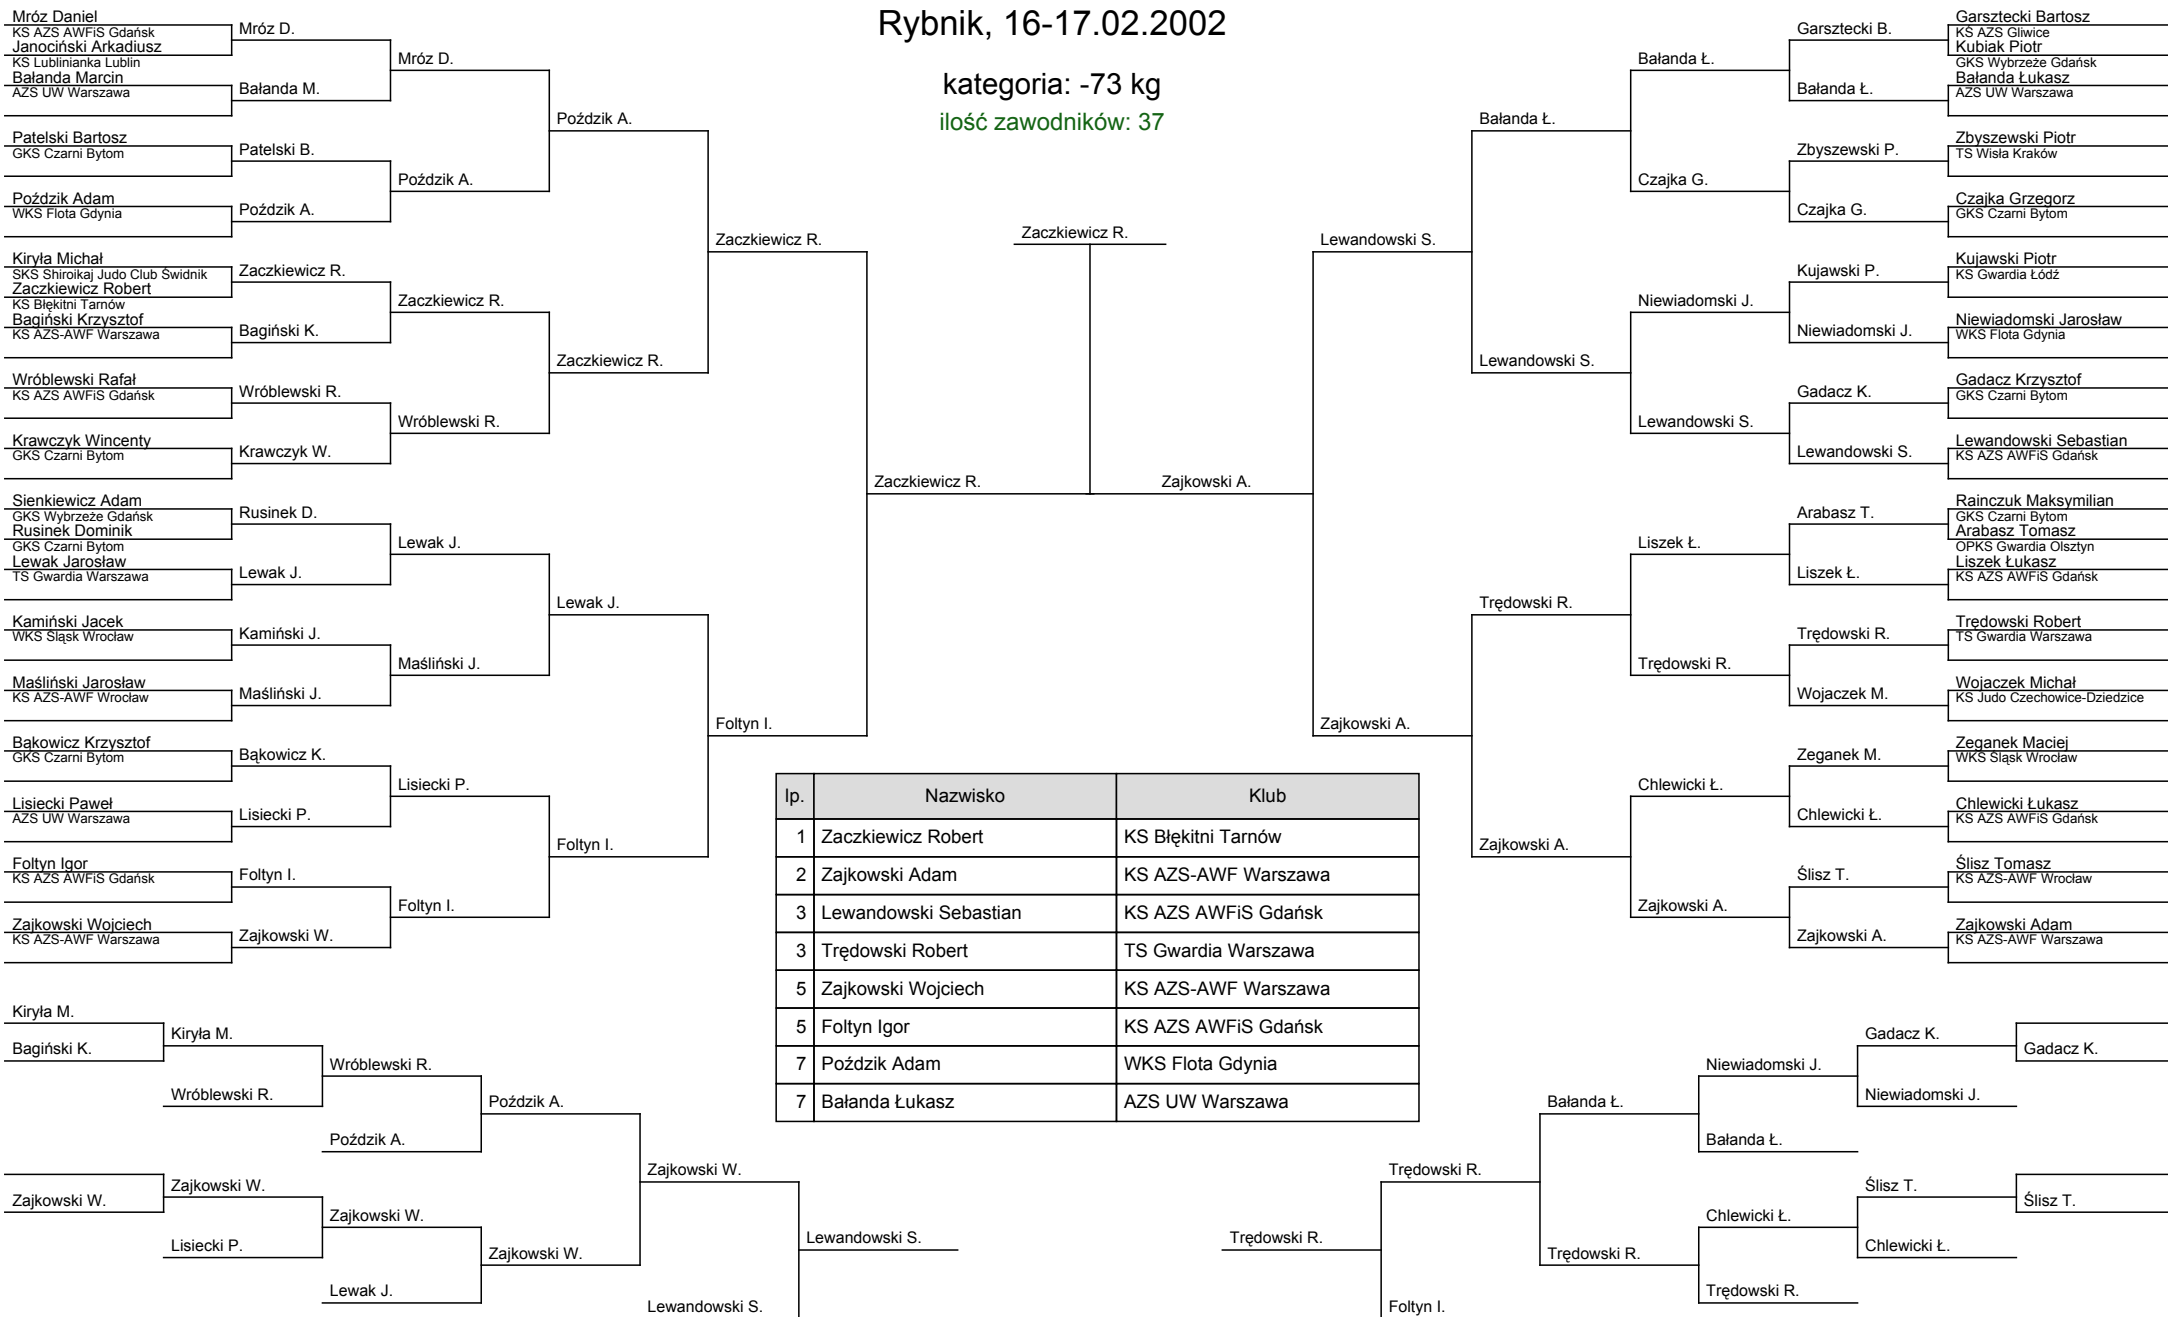 Rybnik, 16-17.02.2002
kategoria: -73 kg
ilość zawodników: 37
Mróz Daniel
KS AZS AWFiS Gdańsk
Janociński Arkadiusz
KS Lublinianka Lublin
Bałanda Marcin
AZS UW Warszawa
Patelski Bartosz
GKS Czarni Bytom
Poździk Adam
WKS Flota Gdynia
Kiryła Michał
SKS Shiroikaj Judo Club Świdnik
Zaczkiewicz Robert
KS Błękitni Tarnów
Bagiński Krzysztof
KS AZS-AWF Warszawa
Wróblewski Rafał
KS AZS AWFiS Gdańsk
Krawczyk Wincenty
GKS Czarni Bytom
Sienkiewicz Adam
GKS Wybrzeże Gdańsk
Rusinek Dominik
GKS Czarni Bytom
Lewak Jarosław
TS Gwardia Warszawa
Kamiński Jacek
WKS Śląsk Wrocław
Maśliński Jarosław
KS AZS-AWF Wrocław
Bąkowicz Krzysztof
GKS Czarni Bytom
Lisiecki Paweł
AZS UW Warszawa
Foltyn Igor
KS AZS AWFiS Gdańsk
Zajkowski Wojciech
KS AZS-AWF Warszawa
Mróz D.
Bałanda M.
Patelski B.
Poździk A.
Zaczkiewicz R.
Bagiński K.
Wróblewski R.
Krawczyk W.
Rusinek D.
Lewak J.
Kamiński J.
Maśliński J.
Bąkowicz K.
Lisiecki P.
Foltyn I.
Zajkowski W.
Mróz D.
Poździk A.
Zaczkiewicz R.
Wróblewski R.
Lewak J.
Maśliński J.
Lisiecki P.
Foltyn I.
Poździk A.
Zaczkiewicz R.
Lewak J.
Foltyn I.
Zaczkiewicz R.
Foltyn I.
Zaczkiewicz R.
Zaczkiewicz R.
Zajkowski A.
Lewandowski S.
Zajkowski A.
Bałanda Ł.
Lewandowski S.
Trędowski R.
Zajkowski A.
Bałanda Ł.
Czajka G.
Niewiadomski J.
Lewandowski S.
Liszek Ł.
Trędowski R.
Chlewicki Ł.
Zajkowski A.
Garsztecki B.
Bałanda Ł.
Zbyszewski P.
Czajka G.
Kujawski P.
Niewiadomski J.
Gadacz K.
Lewandowski S.
Arabasz T.
Liszek Ł.
Trędowski R.
Wojaczek M.
Zeganek M.
Chlewicki Ł.
Ślisz T.
Zajkowski A.
Garsztecki Bartosz
KS AZS Gliwice
Kubiak Piotr
GKS Wybrzeże Gdańsk
Bałanda Łukasz
AZS UW Warszawa
Zbyszewski Piotr
TS Wisła Kraków
Czajka Grzegorz
GKS Czarni Bytom
Kujawski Piotr
KS Gwardia Łódź
Niewiadomski Jarosław
WKS Flota Gdynia
Gadacz Krzysztof
GKS Czarni Bytom
Lewandowski Sebastian
KS AZS AWFiS Gdańsk
Rainczuk Maksymilian
GKS Czarni Bytom
Arabasz Tomasz
OPKS Gwardia Olsztyn
Liszek Łukasz
KS AZS AWFiS Gdańsk
Trędowski Robert
TS Gwardia Warszawa
Wojaczek Michał
KS Judo Czechowice-Dziedzice
Zeganek Maciej
WKS Śląsk Wrocław
Chlewicki Łukasz
KS AZS AWFiS Gdańsk
Ślisz Tomasz
KS AZS-AWF Wrocław
Zajkowski Adam
KS AZS-AWF Warszawa
lp. Nazwisko Klub
1 Zaczkiewicz Robert KS Błękitni Tarnów
2 Zajkowski Adam KS AZS-AWF Warszawa
3 Lewandowski Sebastian KS AZS AWFiS Gdańsk
3 Trędowski Robert TS Gwardia Warszawa
5 Zajkowski Wojciech KS AZS-AWF Warszawa
5 Foltyn Igor KS AZS AWFiS Gdańsk
7 Poździk Adam WKS Flota Gdynia
7 Bałanda Łukasz AZS UW Warszawa
Kiryła M.
Bagiński K.
Zajkowski W.
Kiryła M.
Wróblewski R.
Zajkowski W.
Lisiecki P.
Wróblewski R.
Poździk A.
Zajkowski W.
Lewak J.
Poździk A.
Zajkowski W.
Zajkowski W.
Lewandowski S.
Lewandowski S.
Trędowski R.
Trędowski R.
Foltyn I.
Bałanda Ł.
Trędowski R.
Niewiadomski J.
Bałanda Ł.
Chlewicki Ł.
Trędowski R.
Gadacz K.
Niewiadomski J.
Ślisz T.
Chlewicki Ł.
Gadacz K.
Ślisz T.